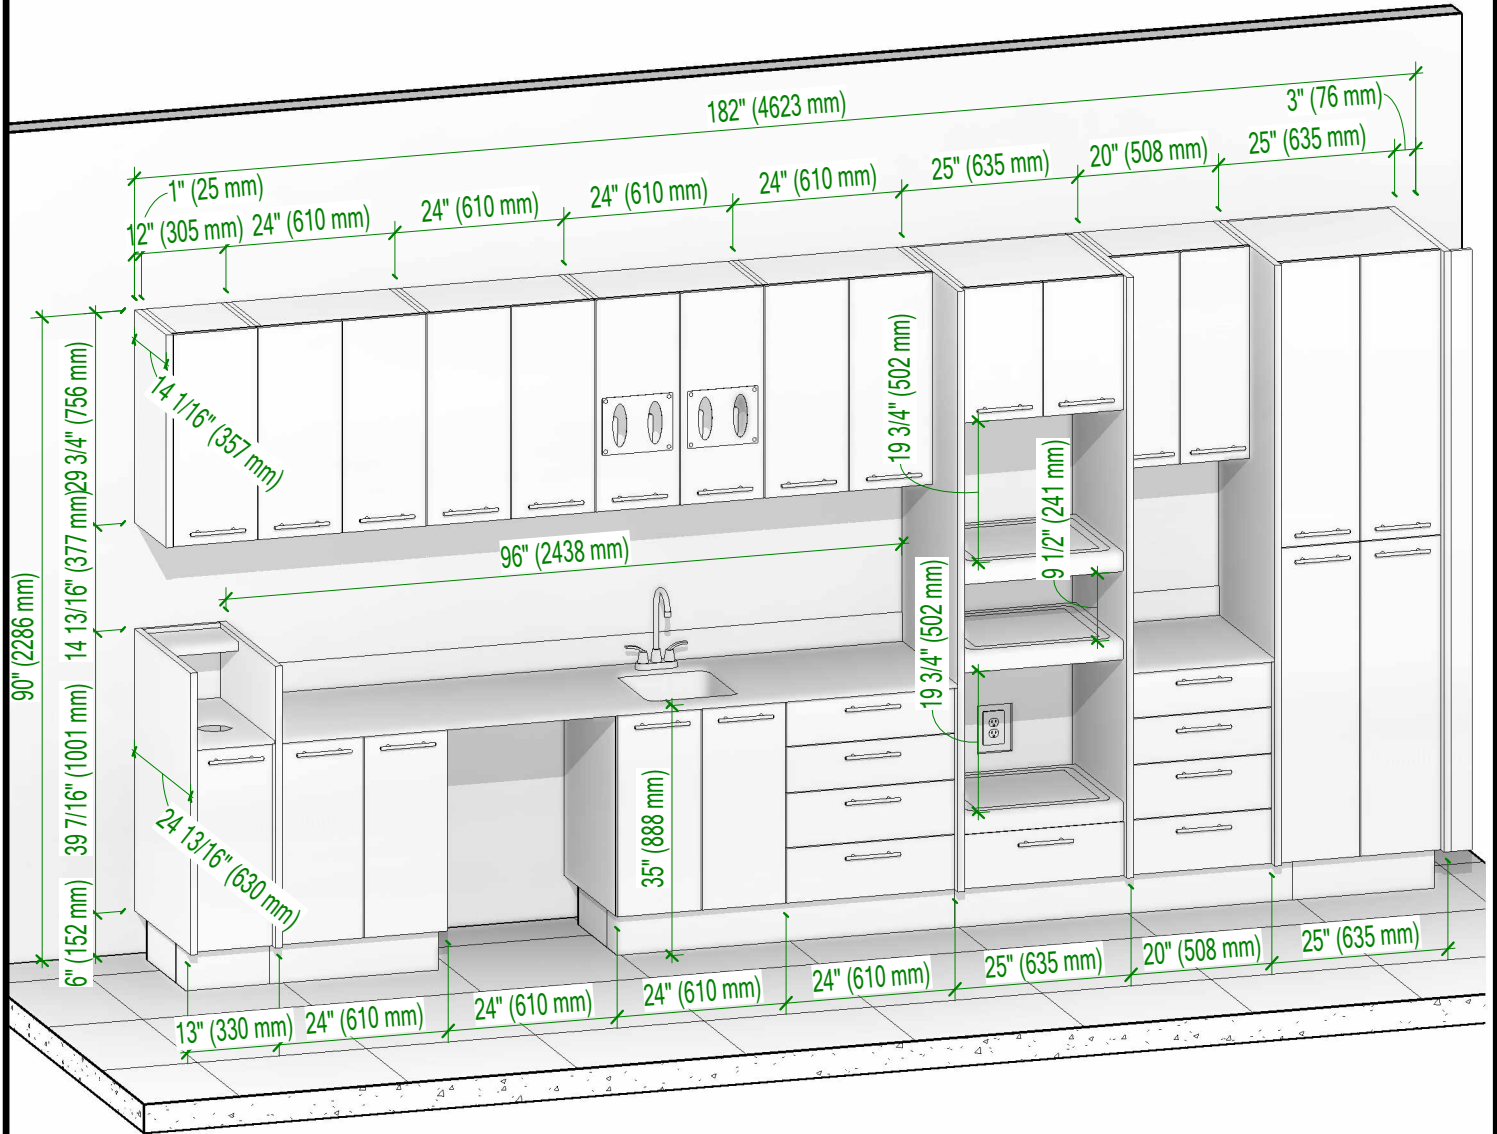 182" (4623 mm)
3" (76 mm)
1" (25 mm)
12" (305 mm)
24" (610 mm)
24" (610 mm)
24" (610 mm)
24" (610 mm)
25" (635 mm)
20" (508 mm)
25" (635 mm)
90" (2286 mm)
29 3/4" (756 mm)
14 13/16" (377 mm)
39 7/16" (1001 mm)
6" (152 mm)
14 1/16" (357 mm)
24 13/16" (630 mm)
96" (2438 mm)
35" (888 mm)
19 3/4" (502 mm)
9 1/2" (241 mm)
19 3/4" (502 mm)
13" (330 mm)
24" (610 mm)
24" (610 mm)
24" (610 mm)
24" (610 mm)
25" (635 mm)
20" (508 mm)
25" (635 mm)